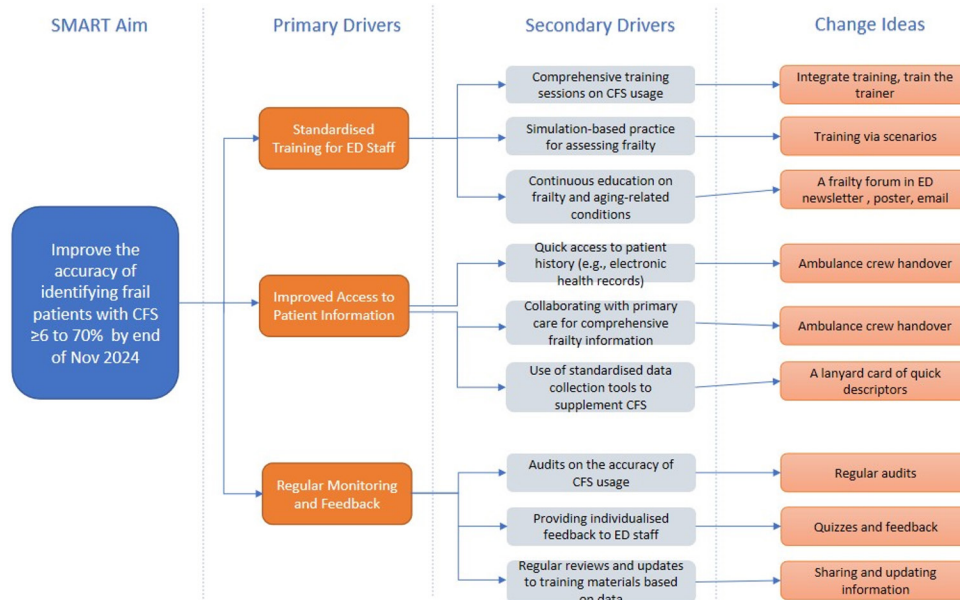 SMART Aim
Primary Drivers
Secondary Drivers
Change Ideas
Improve the
accuracy of
identifying frail
patients with CFS
≥6 to 70% by end
of Nov 2024
Standardised
Training for ED Staff
Comprehensive training
sessions on CFS usage
Integrate training, train the
trainer
Simulation-based practice
for assessing frailty
Training via scenarios
Continuous education on
frailty and aging-related
conditions
A frailty forum in ED
newsletter , poster, email
Improved Access to
Patient Information
Quick access to patient
history (e.g., electronic
health records)
Ambulance crew handover
Collaborating with primary
care for comprehensive
frailty information
Ambulance crew handover
Use of standardised data
collection tools to
supplement CFS
A lanyard card of quick
descriptors
Regular Monitoring
and Feedback
Audits on the accuracy of
CFS usage
Regular audits
Providing individualised
feedback to ED staff
Quizzes and feedback
Regular reviews and updates
to training materials based
on data
Sharing and updating
information